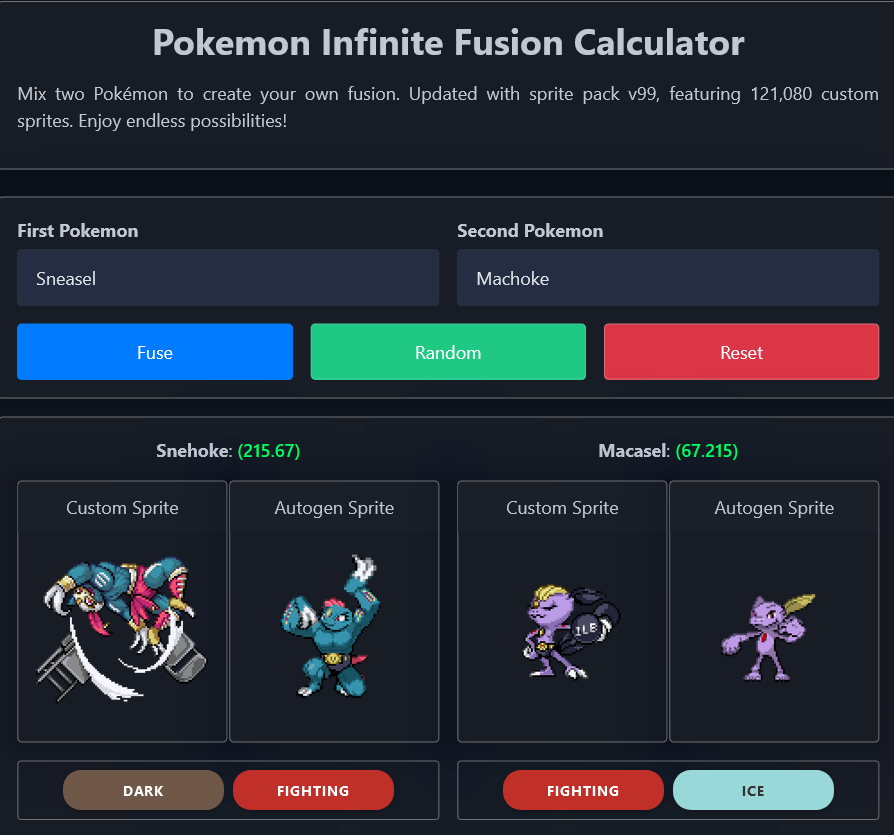 Pokemon Infinite Fusion Calculator
Mix two Pokémon to create your own fusion. Updated with sprite pack v99, featuring 121,080 custom
sprites. Enjoy endless possibilities!
First Pokemon
Second Pokemon
Sneasel
Machoke
Fuse
Random
Reset
Snehoke: (215.67)
Macasel: (67.215)
Custom Sprite
Autogen Sprite
Custom Sprite
Autogen Sprite
1LE
DARK
FIGHTING
FIGHTING
ICE